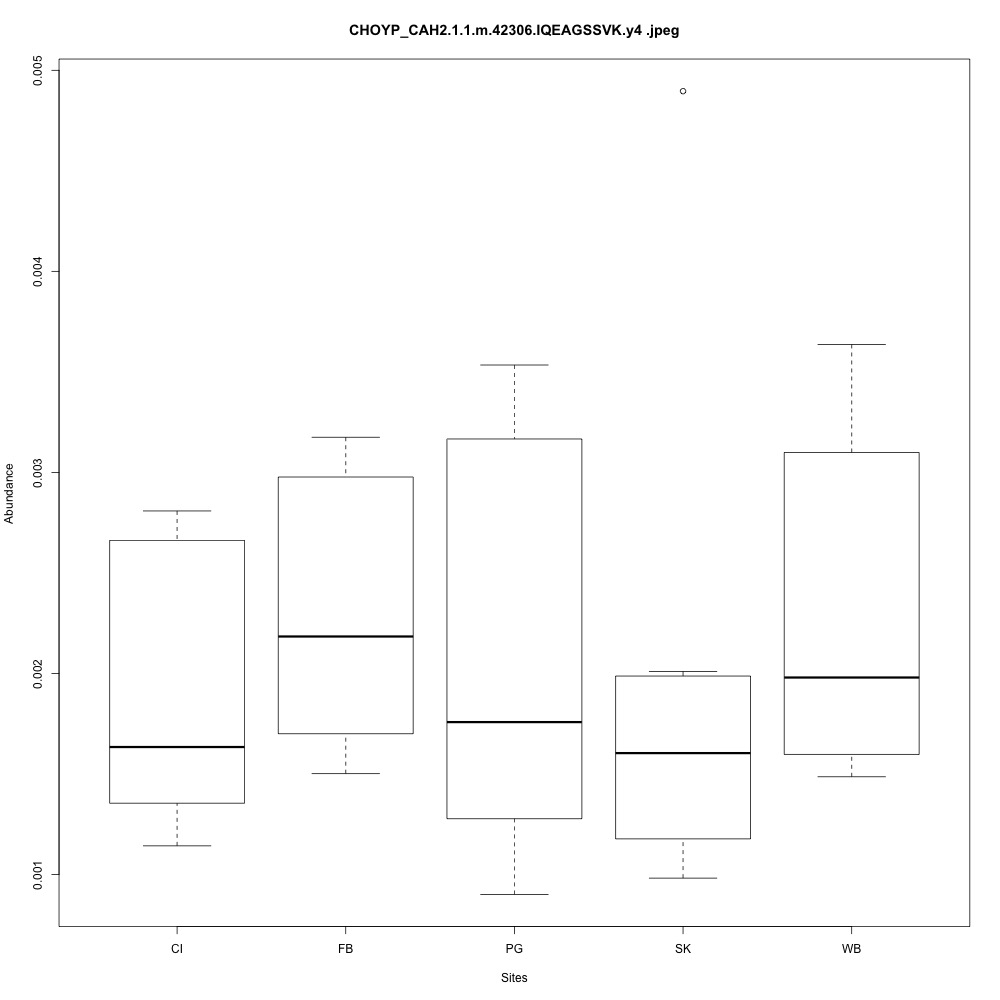 CHOYP_CAH2.1.1.m.42306.IQEAGSSVK.y4 .jpeg
0.005
0.004
0.003
0.002
0.001
Abundance
CI FB PG SK WB
Sites